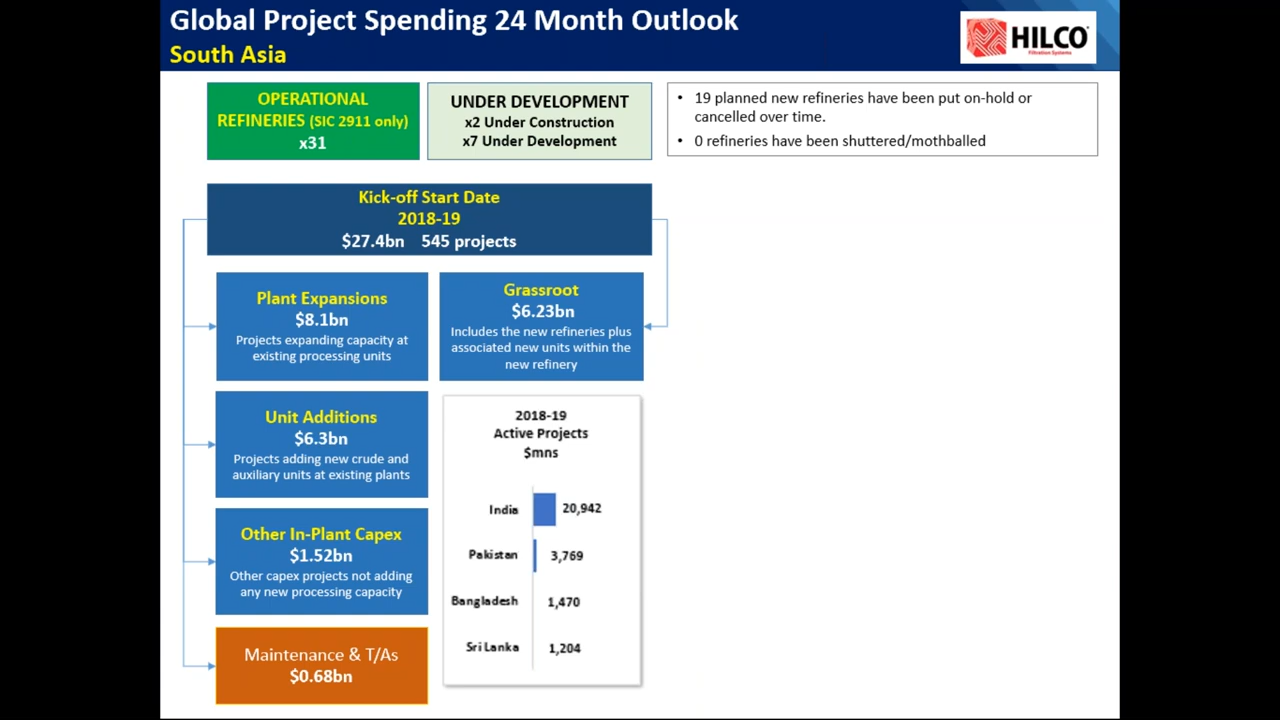 Global Project Spending 24 Month Outlook
South Asia
HILCO
Filtration Systems
OPERATIONAL
REFINERIES (SIC 2911 only)
x31
UNDER DEVELOPMENT
x2 Under Construction
x7 Under Development
• 19 planned new refineries have been put on-hold or
cancelled over time.
• 0 refineries have been shuttered/mothballed
Kick-off Start Date
2018-19
$27.4bn 545 projects
Plant Expansions
$8.1bn
Projects expanding capacity at
existing processing units
Grassroot
$6.23bn
Includes the new refineries plus
associated new units within the
new refinery
Unit Additions
$6.3bn
Projects adding new crude and
auxiliary units at existing plants
Other In-Plant Capex
$1.52bn
Other capex projects not adding
any new processing capacity
Maintenance & T/As
$0.68bn
2018-19
Active Projects
$mns
India 20,942
Pakistan 3,769
Bangladesh 1,470
Sri Lanka 1,204